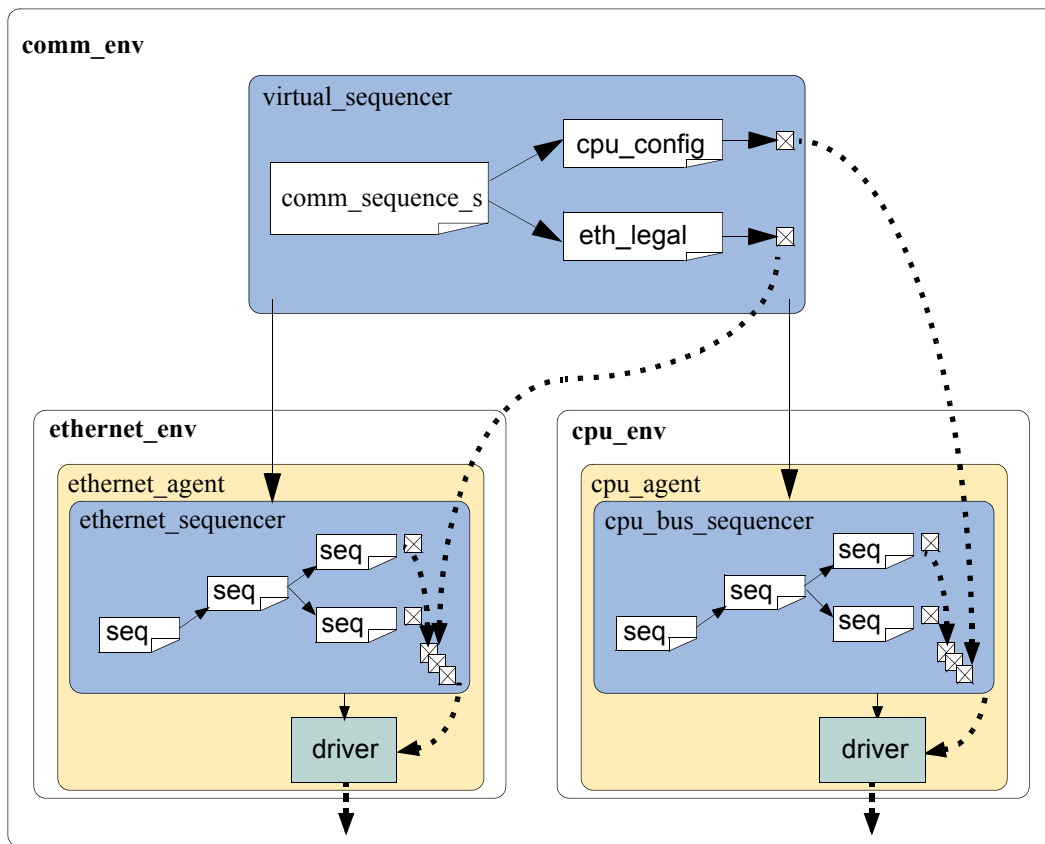 comm_env
virtual_sequencer
cpu_config
comm_sequence_s
eth_legal
ethernet_env
ethernet_agent
ethernet_sequencer
seq
seq
seq
seq
driver
cpu_env
cpu_agent
cpu_bus_sequencer
seq
seq
seq
seq
driver